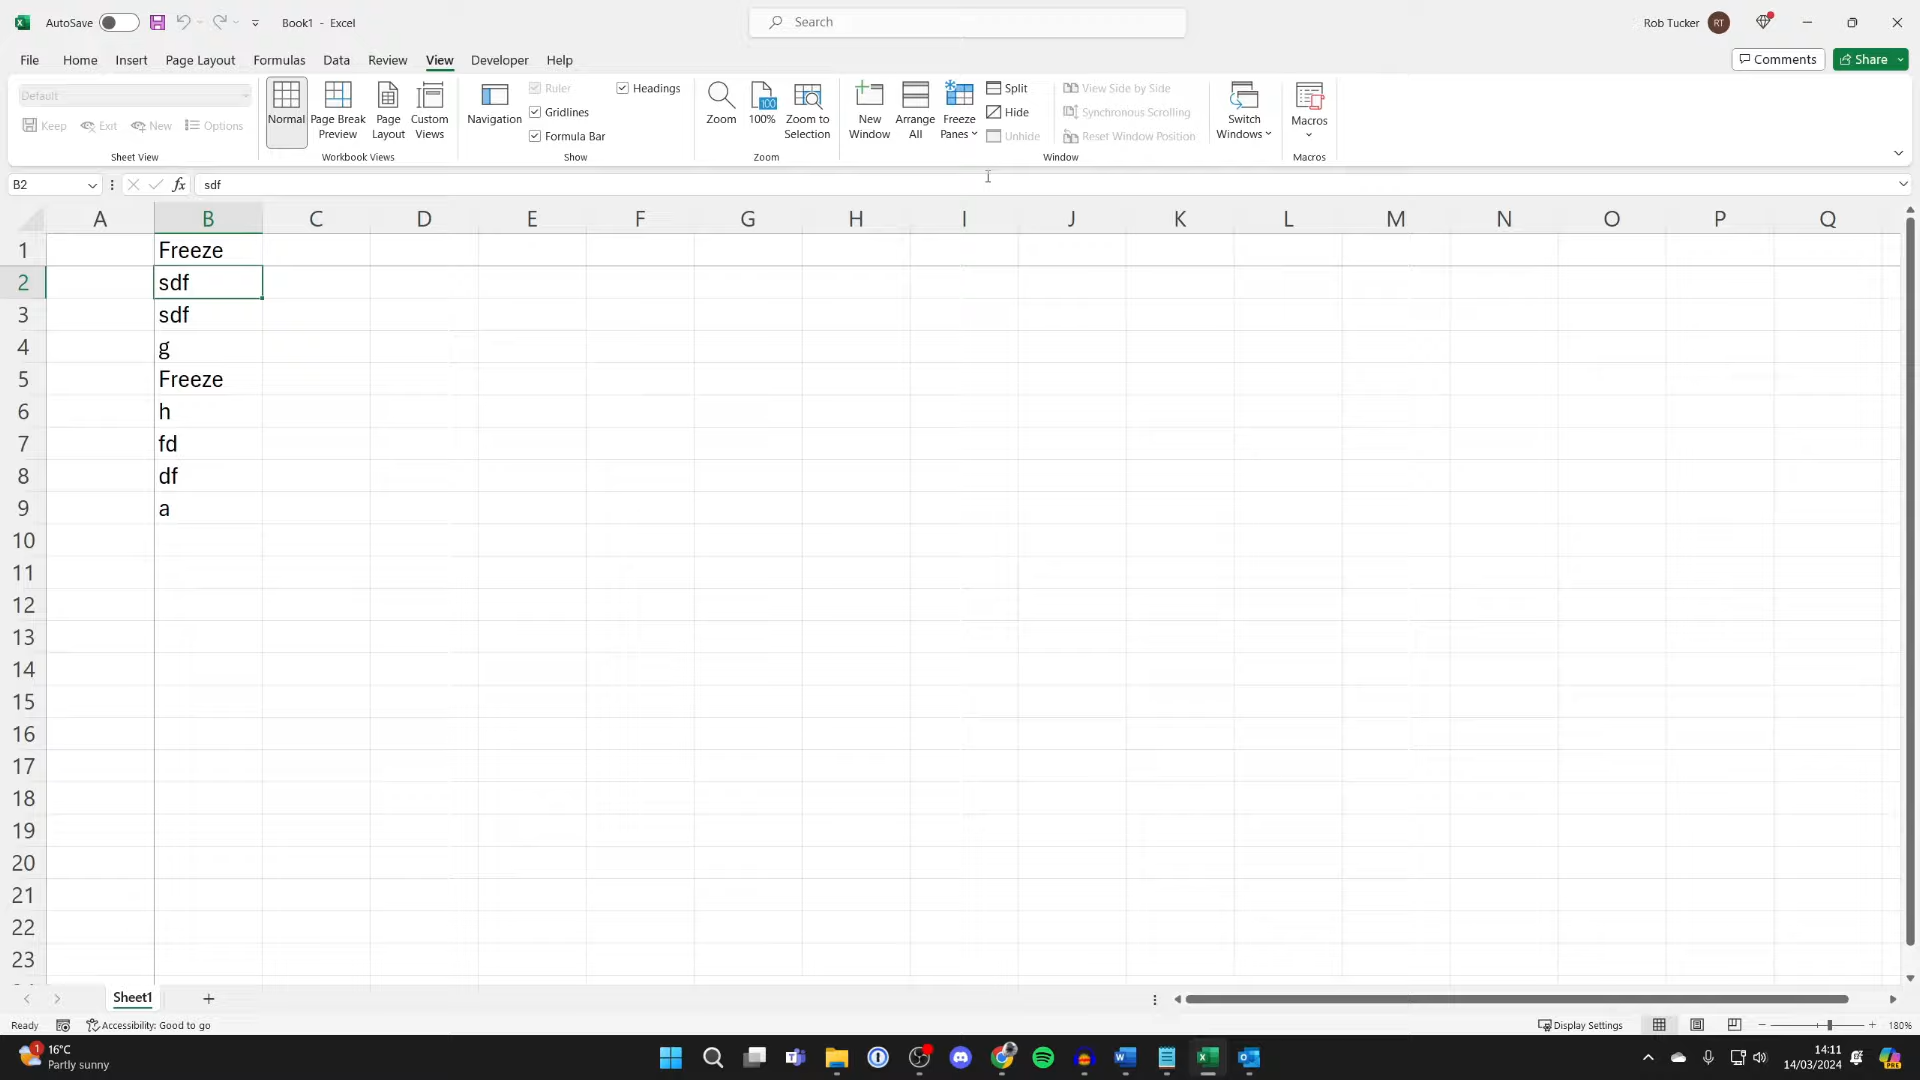 AutoSave
Book1 - Excel
Search
Rob Tucker RT
File Home Insert Page Layout Formulas Data Review View Developer Help
Comments Share
Default
Keep Exit New Options
Sheet View
Normal
Page Break Preview
Page Layout
Custom Views
Workbook Views
Navigation
Ruler
Gridlines
Formula Bar
Headings
Show
Zoom
100
100%
Zoom to Selection
Zoom
New Window
Arrange All
Freeze Panes
Split
Hide
Unhide
View Side by Side
Synchronous Scrolling
Reset Window Position
Window
Switch Windows
Macros
Macros
B2 fx sdf
A B C D E F G H I J K L M N O P Q
1 Freeze
2 sdf
3 sdf
4 g
5 Freeze
6 h
7 fd
8 df
9 a
10
11
12
13
14
15
16
17
18
19
20
21
22
23
Sheet1
Ready Accessibility: Good to go
Display Settings 180%
1 16°C
Partly sunny
14:11
14/03/2024
PRE